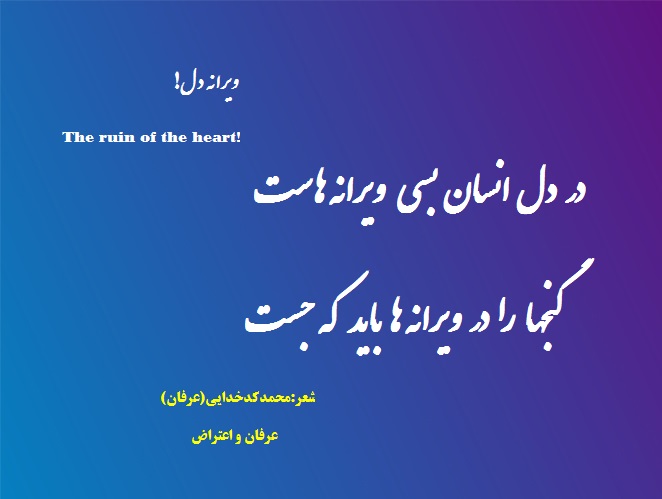 ویرانه دل!
The ruin of the heart!
در دل انسان بسی ویرانه هاست
گنجها را در ویرانه ها باید که جست
شعر:محمدکدخدایی(عرفان)
عرفان و اعتراض